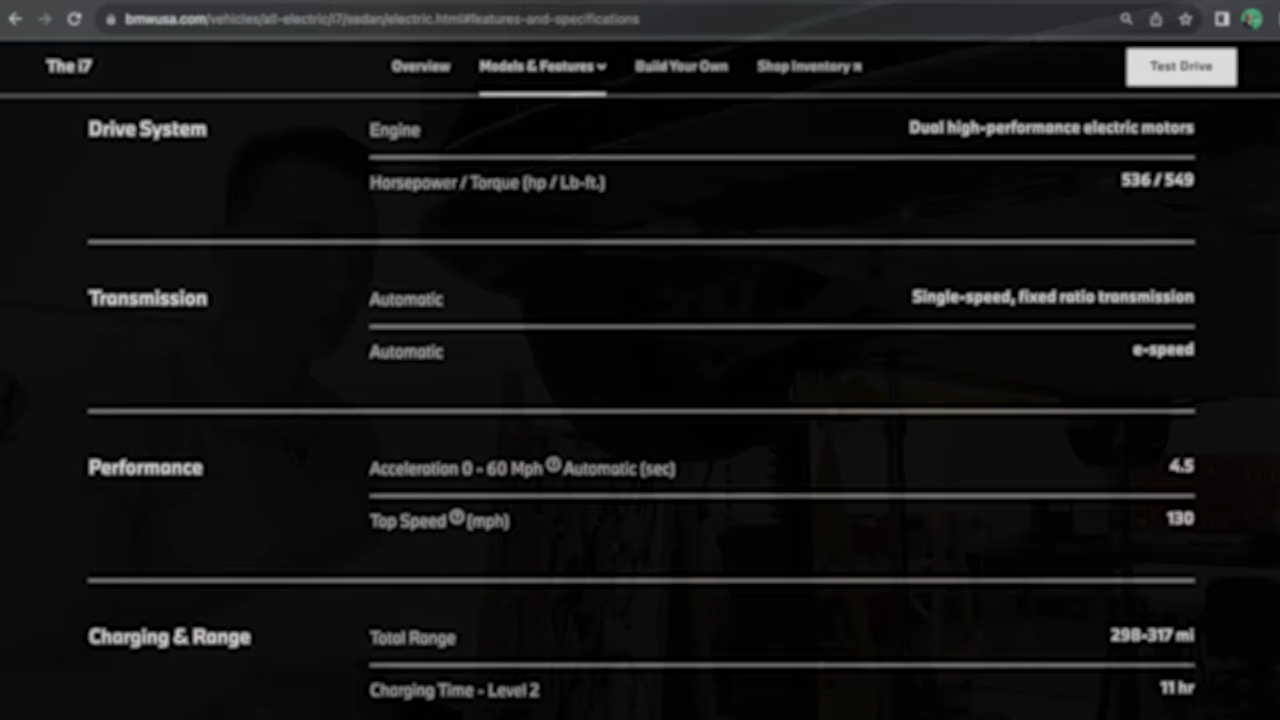 bmwusa.com/vehicles/all-electric/i7/sedan/electric.html#features-and-specifications
The i7
Overview
Models & Features
Build Your Own
Shop Inventory
Test Drive
Drive System
Engine
Dual high-performance electric motors
Horsepower / Torque (hp / Lb-ft.)
536 / 549
Transmission
Automatic
Single-speed, fixed ratio transmission
Automatic
e-speed
Performance
Acceleration 0 - 60 Mph Automatic (sec)
4.5
Top Speed (mph)
130
Charging & Range
Total Range
298-317 mi
Charging Time - Level 2
11 hr